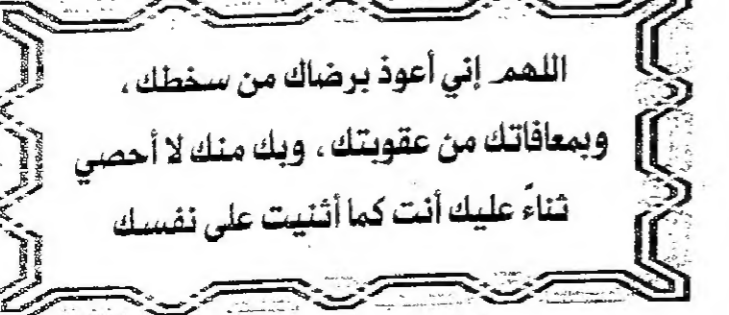 اللهم إني أعوذ برضاك من سخطك ،
وبمعافاتك من عقوبتك ، وبك منك لا أحصي
ثناءً عليك أنت كما أثنيت على نفسك